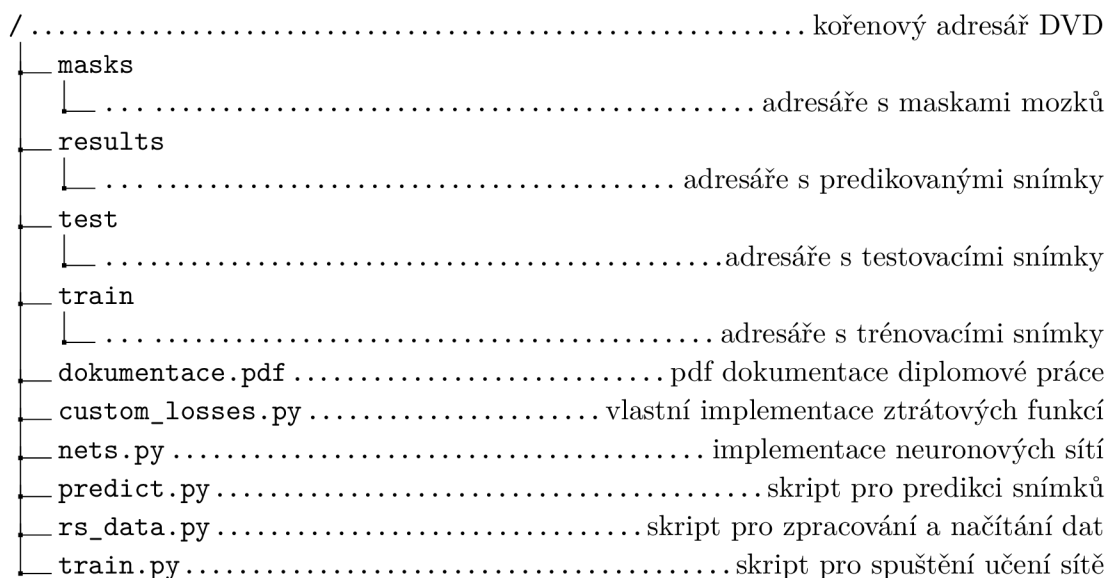 / ........................................................ kořenový adresář DVD
masks
... ............................................ adresáře s maskami mozků
results
... ...................................... adresáře s predikovanými snímky
test
... .........................................adresáře s testovacími snímky
train
... ......................................... adresáře s trénovacími snímky
dokumentace.pdf ........................... pdf dokumentace diplomové práce
custom_losses.py ...................... vlastní implementace ztrátových funkcí
nets.py ....................................... implementace neuronových sítí
predict.py ........................................ skript pro predikci snímků
rs_data.py ............................... skript pro zpracování a načítání dat
train.py ........................................ skript pro spuštění učení sítě